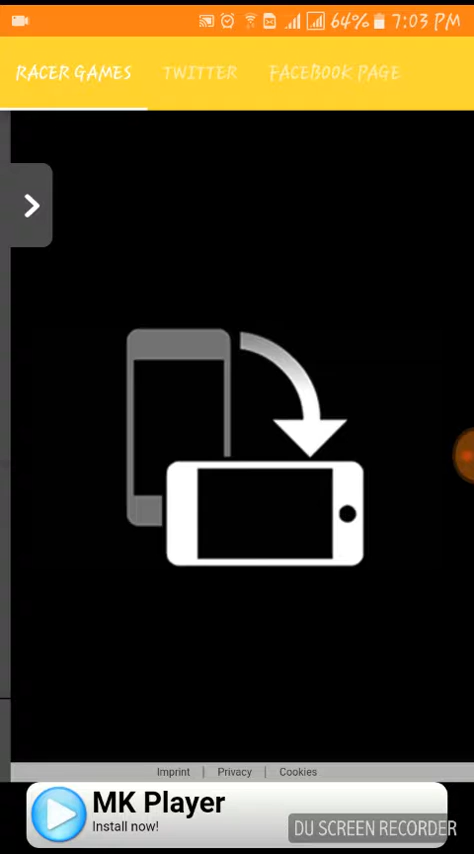 64% 7:03 PM
RACER GAMES TWITTER FACEBOOK PAGE
Imprint | Privacy | Cookies
MK Player
Install now!
DU SCREEN RECORDER